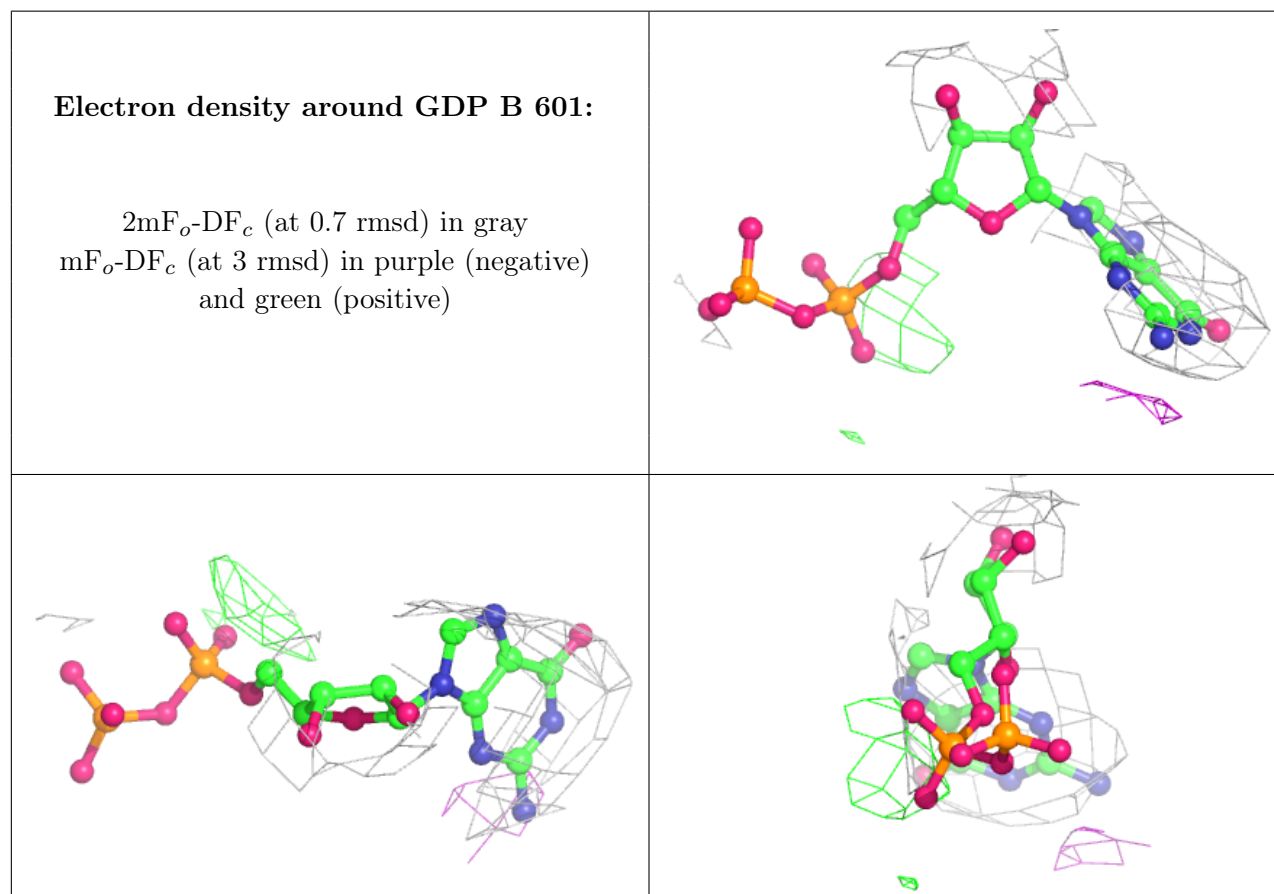 Electron density around GDP B 601:
2mFo-DFc (at 0.7 rmsd) in gray
mFo-DFc (at 3 rmsd) in purple (negative)
and green (positive)